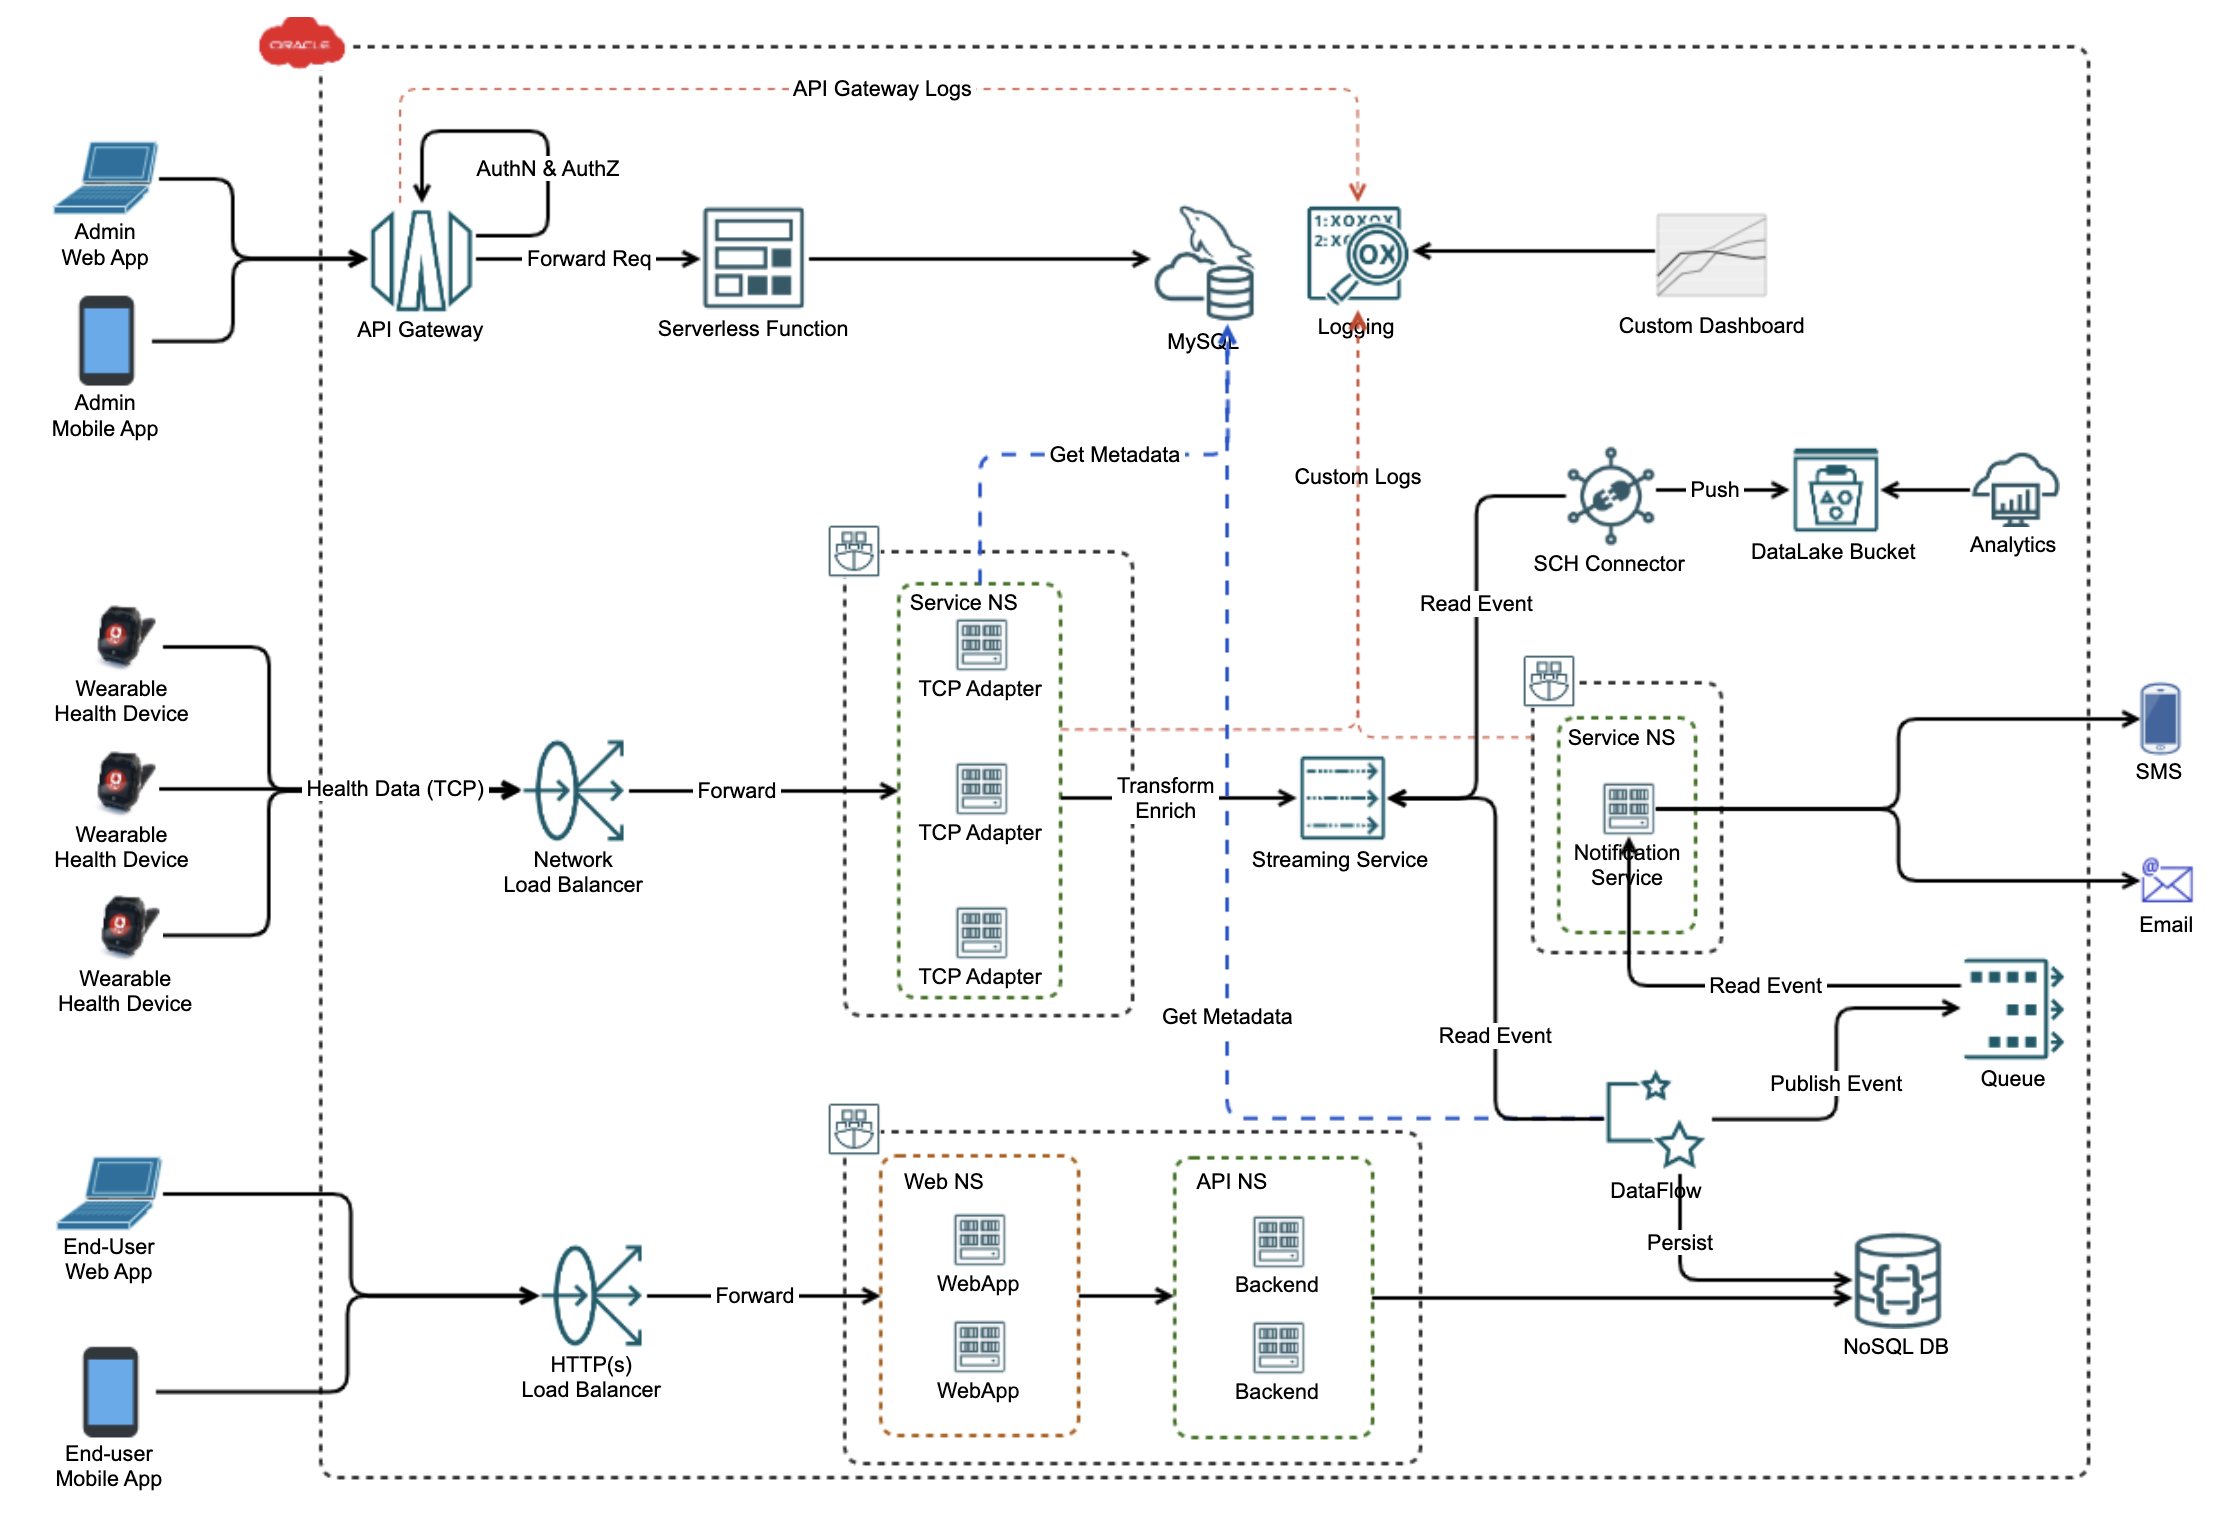 ORACLE
API Gateway Logs
AuthN & AuthZ
Admin
Web App
Forward Req
API Gateway
Serverless Function
MySQL
1:XOXOX
2:XO
OX
Logging
Custom Dashboard
Admin
Mobile App
Get Metadata
Custom Logs
Push
SCH Connector
DataLake Bucket
Analytics
Read Event
Service NS
TCP Adapter
TCP Adapter
TCP Adapter
Wearable
Health Device
Wearable
Health Device
Wearable
Health Device
Health Data (TCP)
Network
Load Balancer
Forward
Transform
Enrich
Streaming Service
Service NS
Notification
Service
SMS
@
Email
Read Event
Get Metadata
Read Event
Publish Event
Queue
DataFlow
Persist
NoSQL DB
End-User
Web App
End-user
Mobile App
HTTP(s)
Load Balancer
Forward
Web NS
WebApp
WebApp
API NS
Backend
Backend